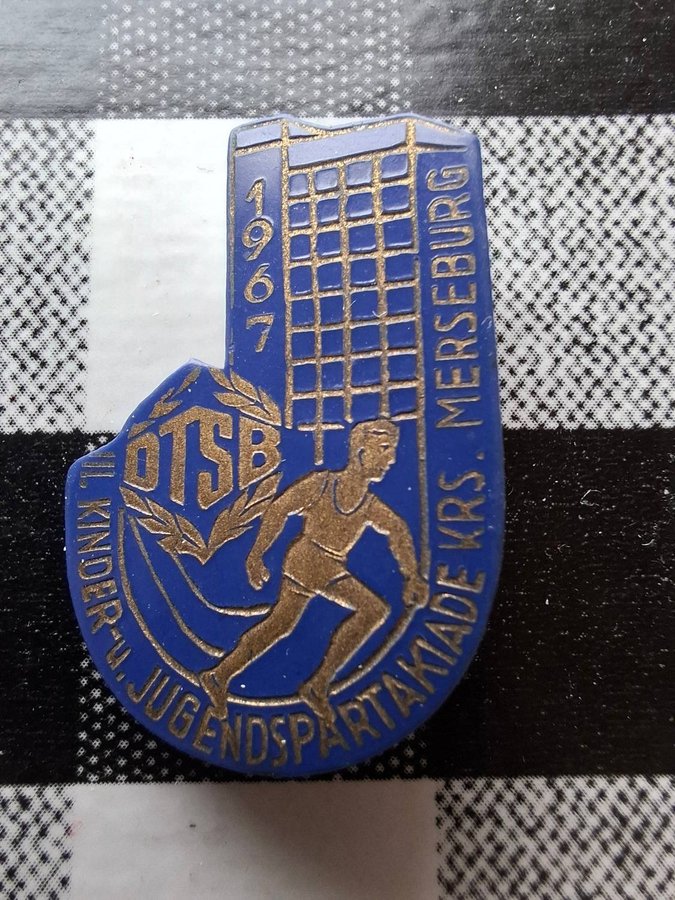 1967
DTSB
III. KINDER-u. JUGENDSPARTAKIADE KRS. MERSEBURG